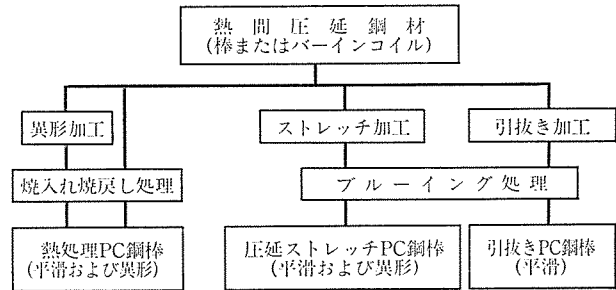 熱間圧延鋼材
(棒またはバーインコイル)
異形加工
ストレッチ加工
引抜き加工
焼入れ焼戻し処理
ブルーイング処理
熱処理PC鋼棒
(平滑および異形)
圧延ストレッチPC鋼棒
(平滑および異形)
引抜きPC鋼棒
(平滑)